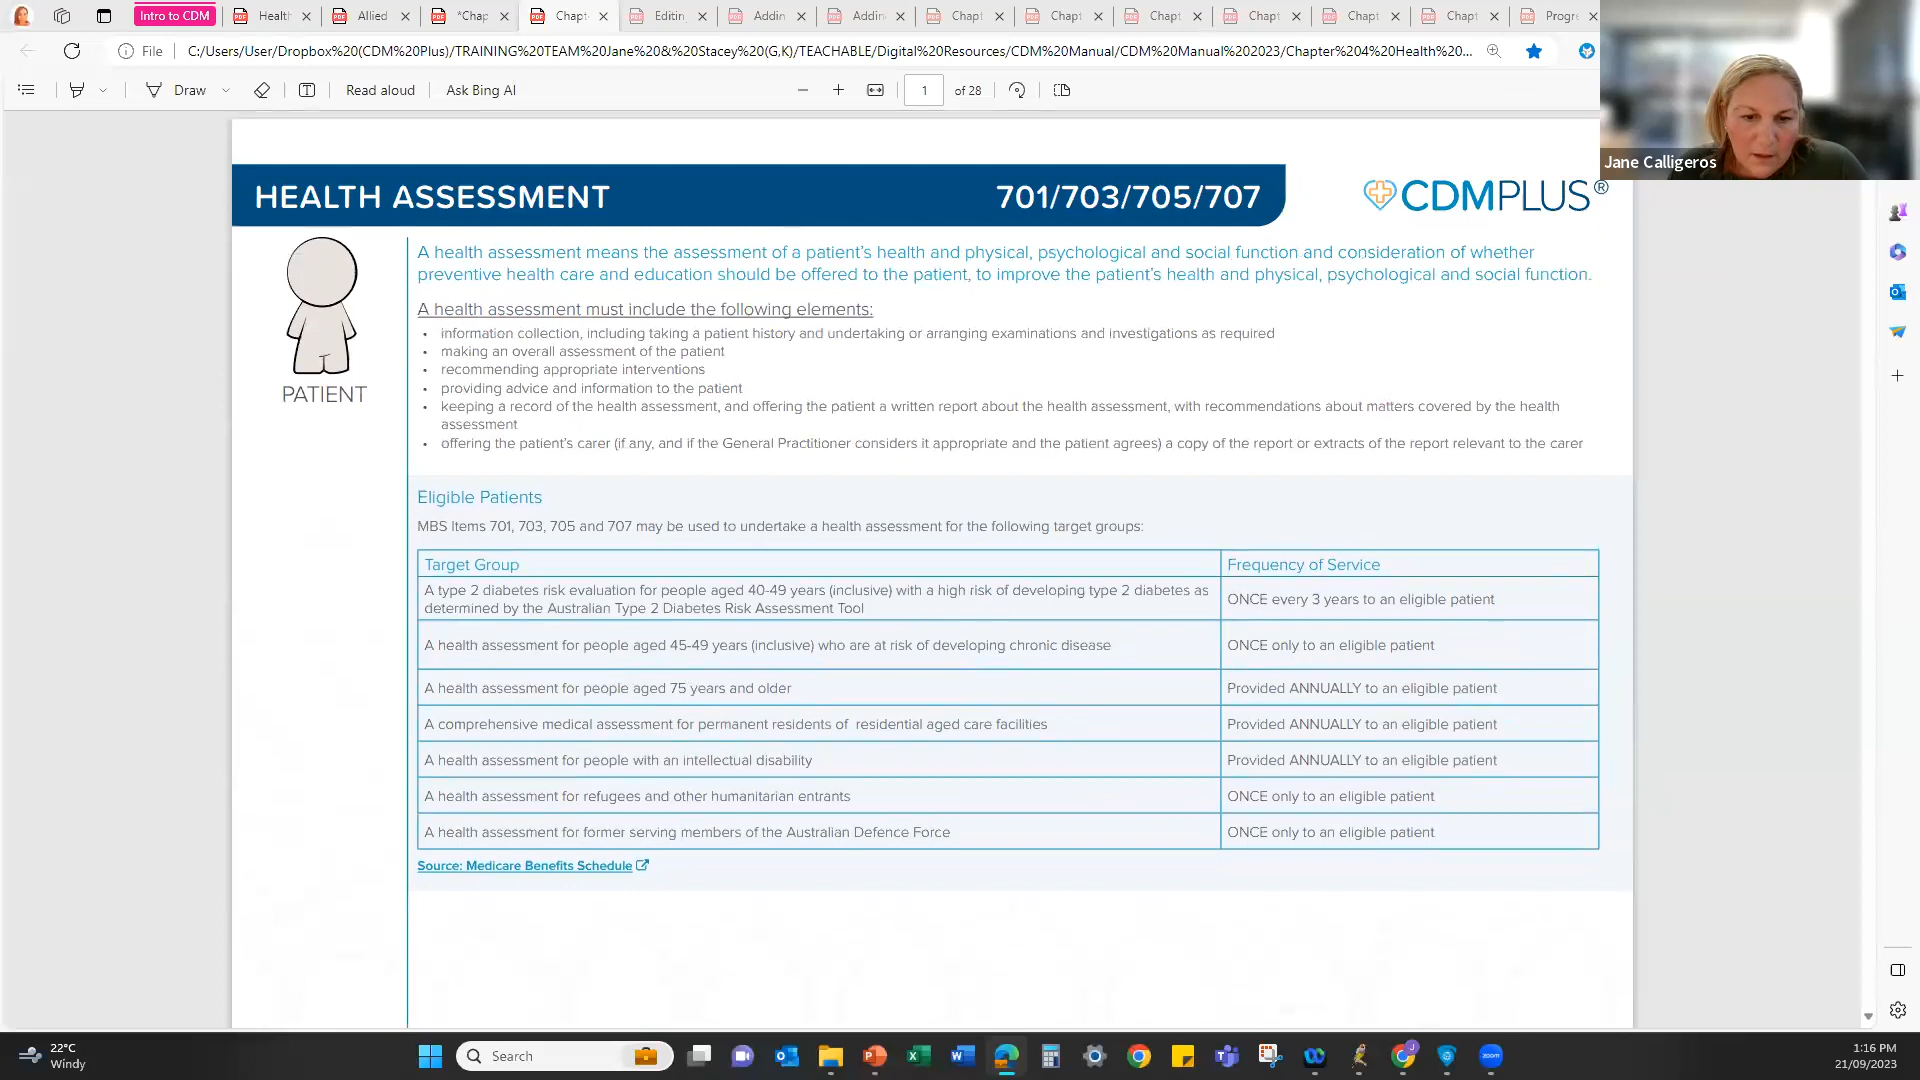 Intro to CDM
Health
Allied
*Chap
Chapt
Editin
Addin
Addin
Chapt
Chapt
Chapt
Chapt
Chapt
Chapt
Progr
File
C:/Users/User/Dropbox%20(CDM%20Plus)/TRAINING%20TEAM%20Jane%20&%20Stacey%20(G,K)/TEACHABLE/Digital%20Resources/CDM%20Manual/CDM%20Manual%202023/Chapter%204%20Health%20...
Draw
Read aloud
Ask Bing AI
1
of 28
Jane Calligeros
HEALTH ASSESSMENT
701/703/705/707
CDMPLUS®
PATIENT
A health assessment means the assessment of a patient's health and physical, psychological and social function and consideration of whether
preventive health care and education should be offered to the patient, to improve the patient's health and physical, psychological and social function.
A health assessment must include the following elements:
• information collection, including taking a patient history and undertaking or arranging examinations and investigations as required
• making an overall assessment of the patient
• recommending appropriate interventions
• providing advice and information to the patient
• keeping a record of the health assessment, and offering the patient a written report about the health assessment, with recommendations about matters covered by the health
assessment
• offering the patient's carer (if any, and if the General Practitioner considers it appropriate and the patient agrees) a copy of the report or extracts of the report relevant to the carer
Eligible Patients
MBS Items 701, 703, 705 and 707 may be used to undertake a health assessment for the following target groups:
Target Group
Frequency of Service
A type 2 diabetes risk evaluation for people aged 40-49 years (inclusive) with a high risk of developing type 2 diabetes as
determined by the Australian Type 2 Diabetes Risk Assessment Tool
ONCE every 3 years to an eligible patient
A health assessment for people aged 45-49 years (inclusive) who are at risk of developing chronic disease
ONCE only to an eligible patient
A health assessment for people aged 75 years and older
Provided ANNUALLY to an eligible patient
A comprehensive medical assessment for permanent residents of residential aged care facilities
Provided ANNUALLY to an eligible patient
A health assessment for people with an intellectual disability
Provided ANNUALLY to an eligible patient
A health assessment for refugees and other humanitarian entrants
ONCE only to an eligible patient
A health assessment for former serving members of the Australian Defence Force
ONCE only to an eligible patient
Source: Medicare Benefits Schedule
22°C
Windy
Search
zoom
1:16 PM
21/09/2023